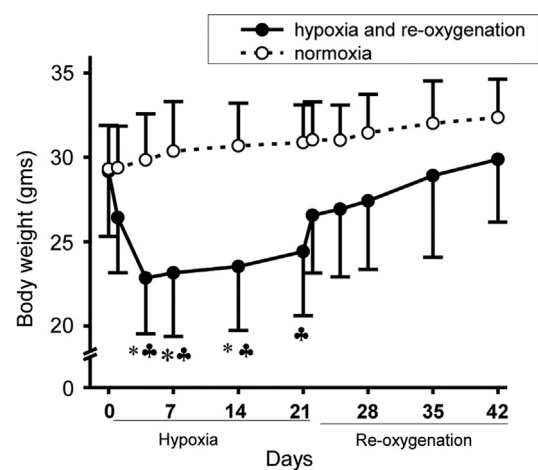 hypoxia and re-oxygenation
normoxia
Body weight (gms)
35
30
25
20
0
*♣ *♣ *♣ ♣
0 7 14 21 28 35 42
Hypoxia Re-oxygenation
Days